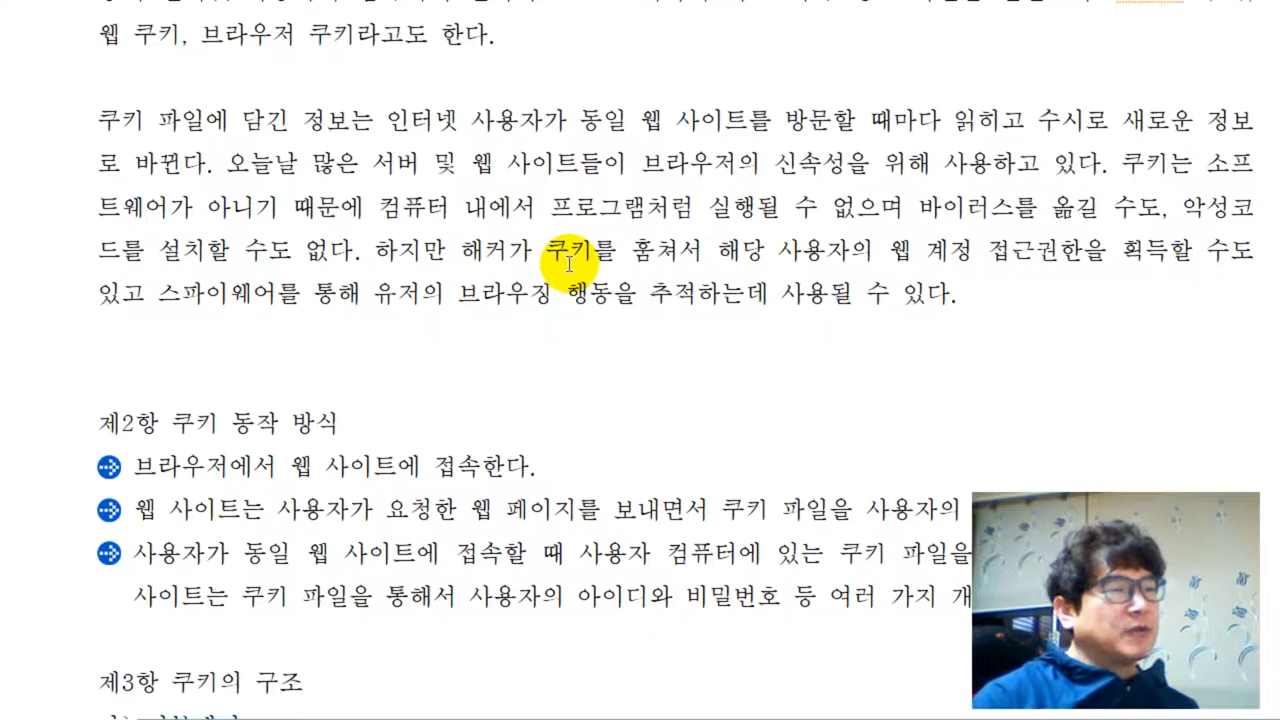 웹 쿠키, 브라우저 쿠키라고도 한다.
쿠키 파일에 담긴 정보는 인터넷 사용자가 동일 웹 사이트를 방문할 때마다 읽히고 수시로 새로운 정보
로 바뀐다. 오늘날 많은 서버 및 웹 사이트들이 브라우저의 신속성을 위해 사용하고 있다. 쿠키는 소프
트웨어가 아니기 때문에 컴퓨터 내에서 프로그램처럼 실행될 수 없으며 바이러스를 옮길 수도, 악성코
드를 설치할 수도 없다. 하지만 해커가 쿠키를 훔쳐서 해당 사용자의 웹 계정 접근권한을 획득할 수도
있고 스파이웨어를 통해 유저의 브라우징 행동을 추적하는데 사용될 수 있다.
제2항 쿠키 동작 방식
브라우저에서 웹 사이트에 접속한다.
웹 사이트는 사용자가 요청한 웹 페이지를 보내면서 쿠키 파일을 사용자의
사용자가 동일 웹 사이트에 접속할 때 사용자 컴퓨터에 있는 쿠키 파일을
사이트는 쿠키 파일을 통해서 사용자의 아이디와 비밀번호 등 여러 가지 개
제3항 쿠키의 구조